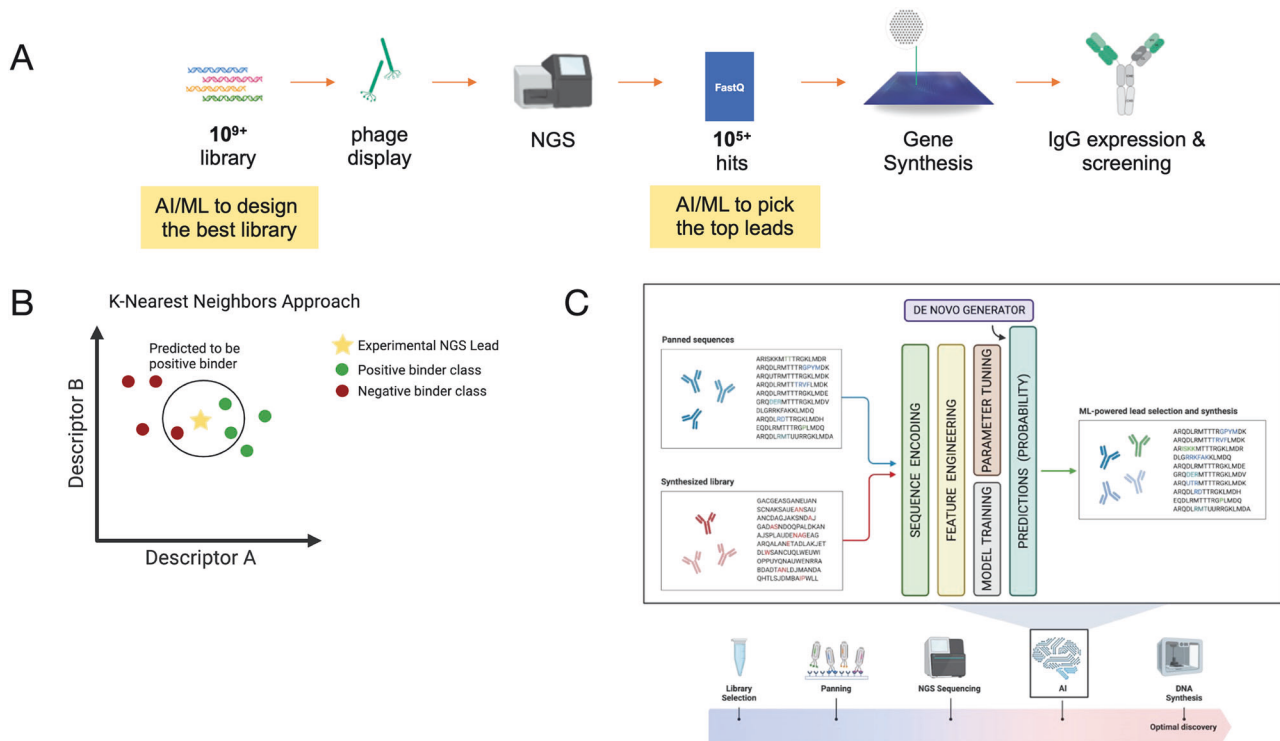 A
10⁹⁺
library
phage
display
NGS
FastQ
10⁵⁺
hits
Gene
Synthesis
IgG expression &
screening
AI/ML to design
the best library
AI/ML to pick
the top leads
B
K-Nearest Neighbors Approach
Predicted to be
positive binder
Experimental NGS Lead
Positive binder class
Negative binder class
Descriptor B
Descriptor A
C
Panned sequences
ARISKKMTTTRGKLMDR
ARQDLRMTTTRGPYMDK
ARQUTRMTTTRGKLMDK
ARQDLRMTTTTRVFLMDK
ARQDLRMTTTRGKLMDE
GRQDERMTTTRGKLMDV
DLGRRKFAKKLMDQ
ARQDLRDTTRGKLMDH
EQDLRMTTTRGPLMDQ
ARQDLRMTUURRGKLMDA
Synthesized library
GACGEASGANEUAN
SCNAKSAUEANSAU
ANCDAGJAKSNDAJ
GADASNDOQPALDKAN
AJSPLAUDENAGEAG
ARQALANETADLAKJET
DLWSANCUQLWEUWI
OPPUYQNAUWENRRA
BDADTANLDJMANDA
QHTLSJDMBAIPWLL
DE NOVO GENERATOR
SEQUENCE ENCODING
FEATURE ENGINEERING
PARAMETER TUNING
MODEL TRAINING
PREDICTIONS (PROBABILITY)
ML-powered lead selection and synthesis
ARQDLRMTTTRGPYMDK
ARQDLRMTTTTRVFLMDK
ARISKKMTTTRGKLMDR
DLGRRKFAKKLMDQ
ARQDLRMTTTRGKLMDE
GRQDERMTTTRGKLMDV
ARQUTRMTTTRGKLMDK
ARQDLRDTTRGKLMDH
EQDLRMTTTRGPLMDQ
ARQDLRMTUURRGKLMDA
Library
Selection
Panning
NGS Sequencing
AI
DNA
Synthesis
Optimal discovery